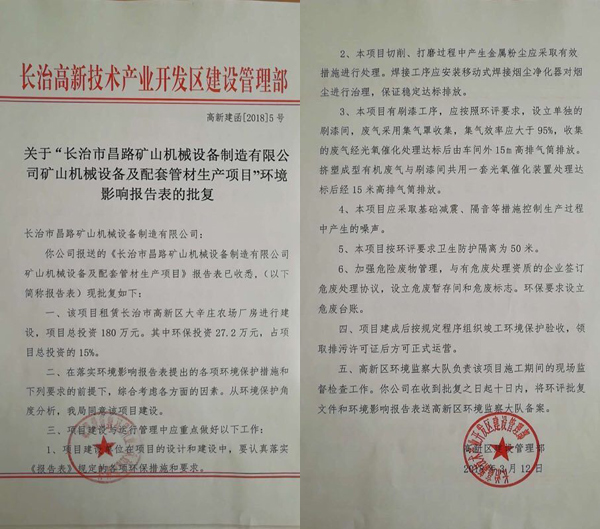 长治高新技术产业开发区建设管理部
高新建函[2018]5号
关于“长治市昌路矿山机械设备制造有限公
司矿山机械设备及配套管材生产项目”环境
影响报告表的批复
长治市昌路矿山机械设备制造有限公司：
你公司报送的《长治市昌路矿山机械设备制造有限公司
矿山机械设备及配套管材生产项目》报告表已收悉，（以下
简称报告表）现批复如下：
一、该项目租赁长治市高新区大辛庄农场厂房进行建
设，项目总投资180万元。其中环保投资27.2万元，占项
目总投资的15%。
二、在落实环境影响报告表提出的各项环境保护措施和
下列要求的前提下，综合考虑各方面的因素。从环境保护角
度分析，我局同意该项目建设。
三、项目建设与运行管理中应重点做好以下工作：
1、项目建设单位在项目的设计和建设中，要认真落实
《报告表》规定的各项环保措施和要求。
2、本项目切削、打磨过程中产生金属粉尘应采取有效
措施进行处理。焊接工序应安装移动式焊接烟尘净化器对烟
尘进行治理，保证稳定达标排放。
3、本项目有刷漆工序，应按照环评要求，设立单独的
刷漆间，废气采用集气罩收集，集气效率应大于95%，收集
的废气经光氧催化处理达标后由车间外15m高排气筒排放。
挤塑成型有机废气与刷漆间共用一套光氧催化装置处理达
标后经15米高排气筒排放。
4、本项目应采取基础减震、隔音等措施控制生产过程
中产生的噪声。
5、本项目按环评要求卫生防护隔离为50米。
6、加强危险废物管理，与有危废处理资质的企业签订
危废处理协议，设立危废暂存间和危废标志。环保要求设立
危废台账。
四、项目建成后按规定程序组织竣工环境保护验收，领
取排污许可证后方可正式运营。
五、高新区环境监察大队负责该项目施工期间的现场监
督检查工作。你公司在收到批复之日起十日内，将环评批复
文件和环境影响报告表送高新区环境监察大队备案。
高新区建设管理部
2018年3月12日